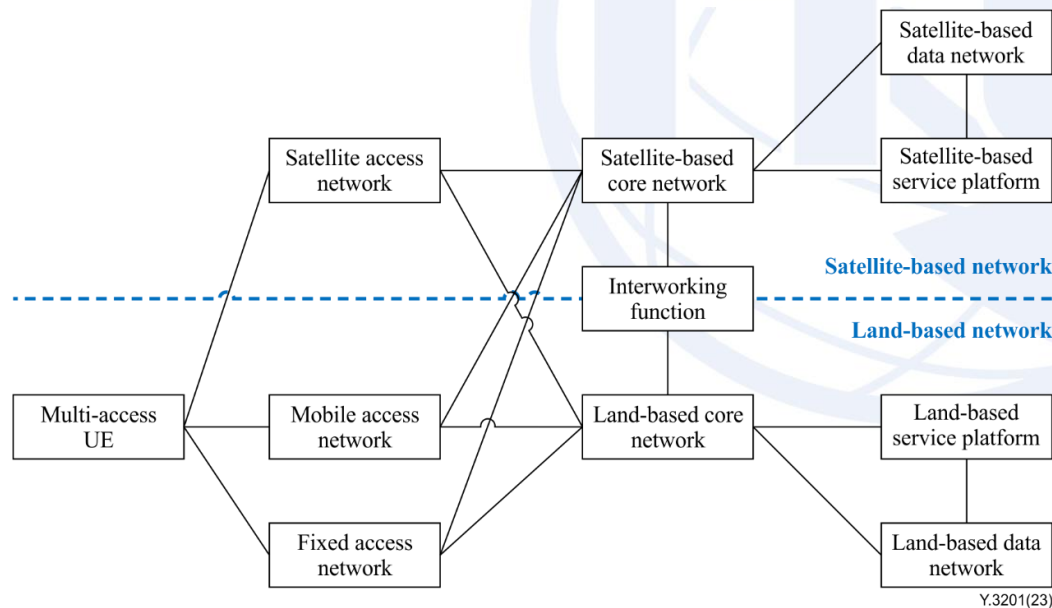 Satellite-based
data network
Satellite access
network
Satellite-based
core network
Satellite-based
service platform
Satellite-based network
Interworking
function
Land-based network
Multi-access
UE
Mobile access
network
Land-based core
network
Land-based
service platform
Fixed access
network
Land-based data
network
Y.3201(23)